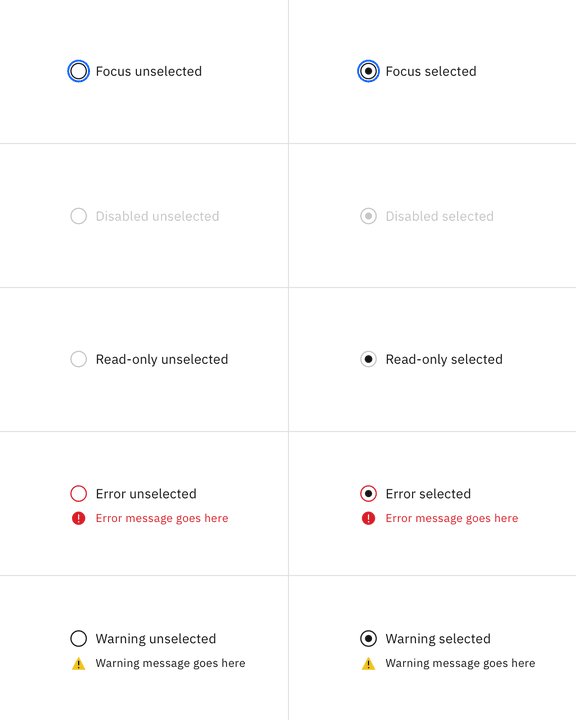 Focus unselected
Focus selected
Disabled unselected
Disabled selected
Read-only unselected
Read-only selected
Error unselected
Error message goes here
Error selected
Error message goes here
Warning unselected
Warning message goes here
Warning selected
Warning message goes here